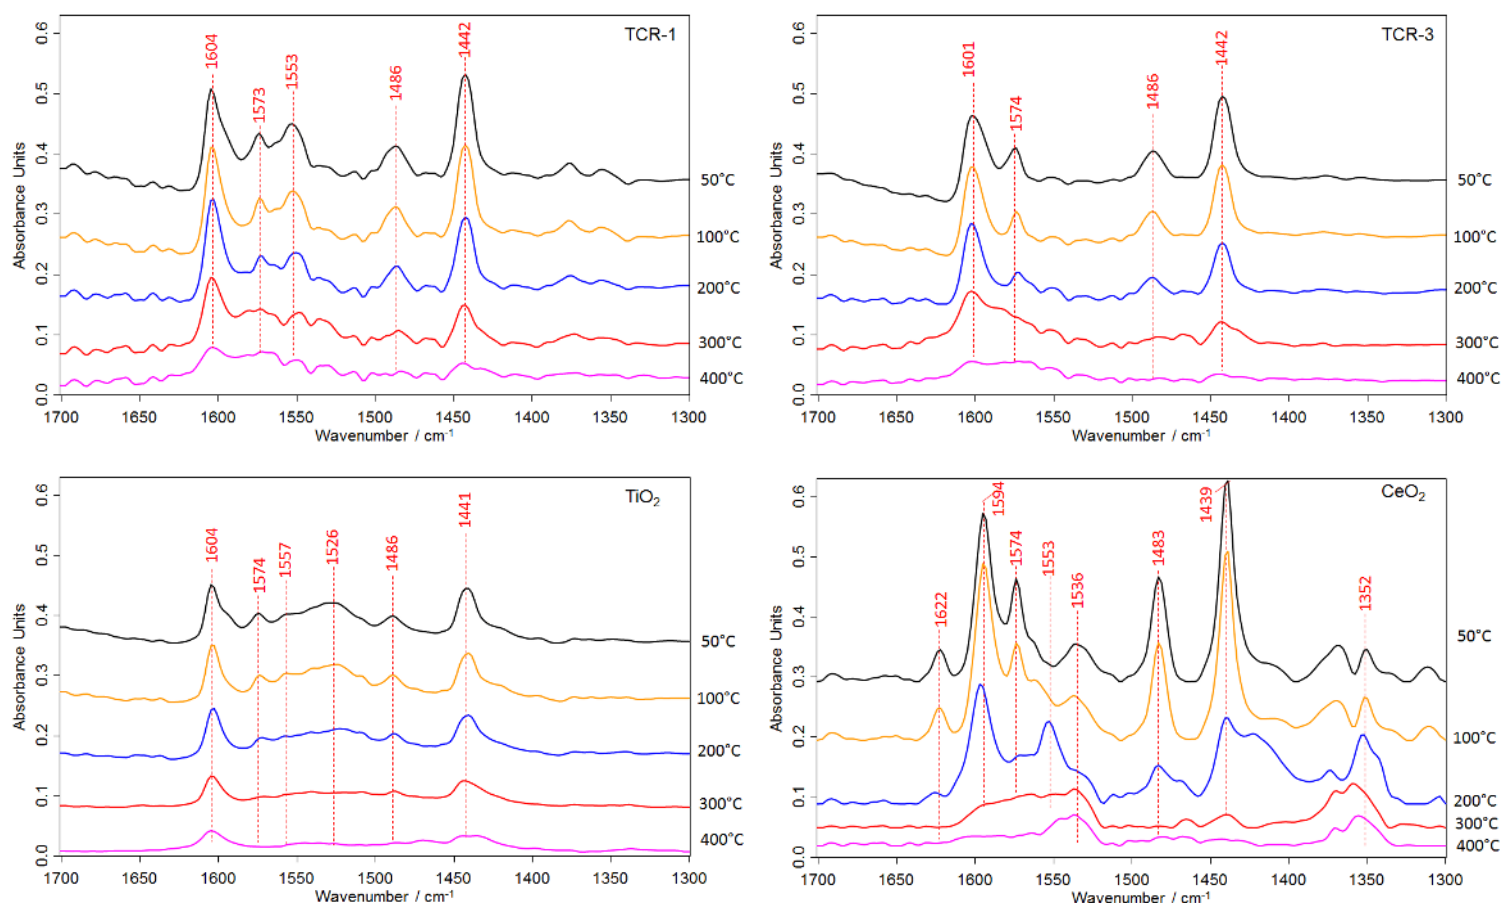 TCR-1
0.6
0.5
0.4
0.3
0.2
0.1
0.0
Absorbance Units
1604
1573
1553
1486
1442
50°C
100°C
200°C
300°C
400°C
1700 1650 1600 1550 1500 1450 1400 1350 1300
Wavenumber / cm⁻¹
TCR-3
0.6
0.5
0.4
0.3
0.2
0.1
0.0
Absorbance Units
1601
1574
1486
1442
50°C
100°C
200°C
300°C
400°C
1700 1650 1600 1550 1500 1450 1400 1350 1300
Wavenumber / cm⁻¹
TiO₂
0.6
0.5
0.4
0.3
0.2
0.1
0.0
Absorbance Units
1604
1574
1557
1526
1486
1441
50°C
100°C
200°C
300°C
400°C
1700 1650 1600 1550 1500 1450 1400 1350 1300
Wavenumber / cm⁻¹
CeO₂
0.6
0.5
0.4
0.3
0.2
0.1
0.0
Absorbance Units
1622
1594
1574
1553
1536
1483
1439
1352
50°C
100°C
200°C
300°C
400°C
1700 1650 1600 1550 1500 1450 1400 1350 1300
Wavenumber / cm⁻¹